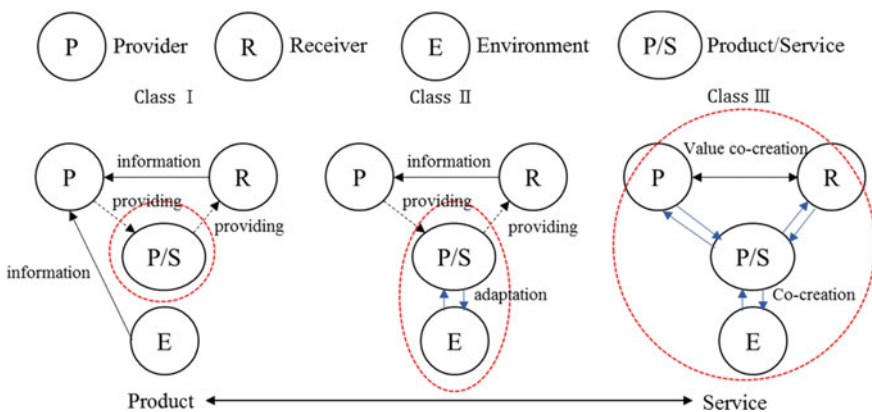 P Provider R Receiver E Environment P/S Product/Service
Class Ⅰ Class Ⅱ Class Ⅲ
information information Value co-creation
P R P R P R
providing providing
providing providing
P/S P/S P/S
information
adaptation Co-creation
E E E
Product Service